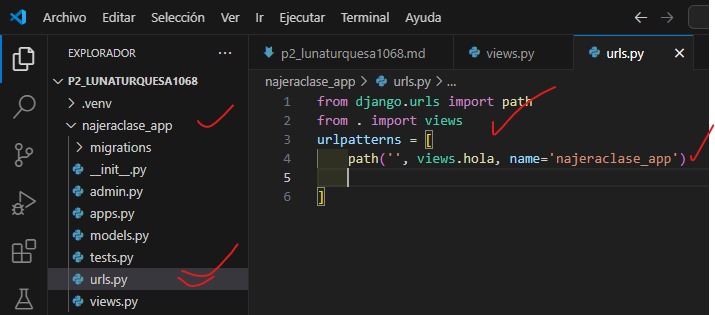 Archivo Editar Selección Ver Ir Ejecutar Terminal Ayuda
EXPLORADOR
P2_LUNATURQUESA1068
.venv
najeraclase_app
migrations
__init__.py
admin.py
apps.py
models.py
tests.py
urls.py
views.py
p2_lunaturquesa1068.md views.py urls.py
najeraclase_app > urls.py > ...
1 from django.urls import path
2 from . import views
3 urlpatterns = [
4     path('', views.hola, name='najeraclase_app')
5
6 ]